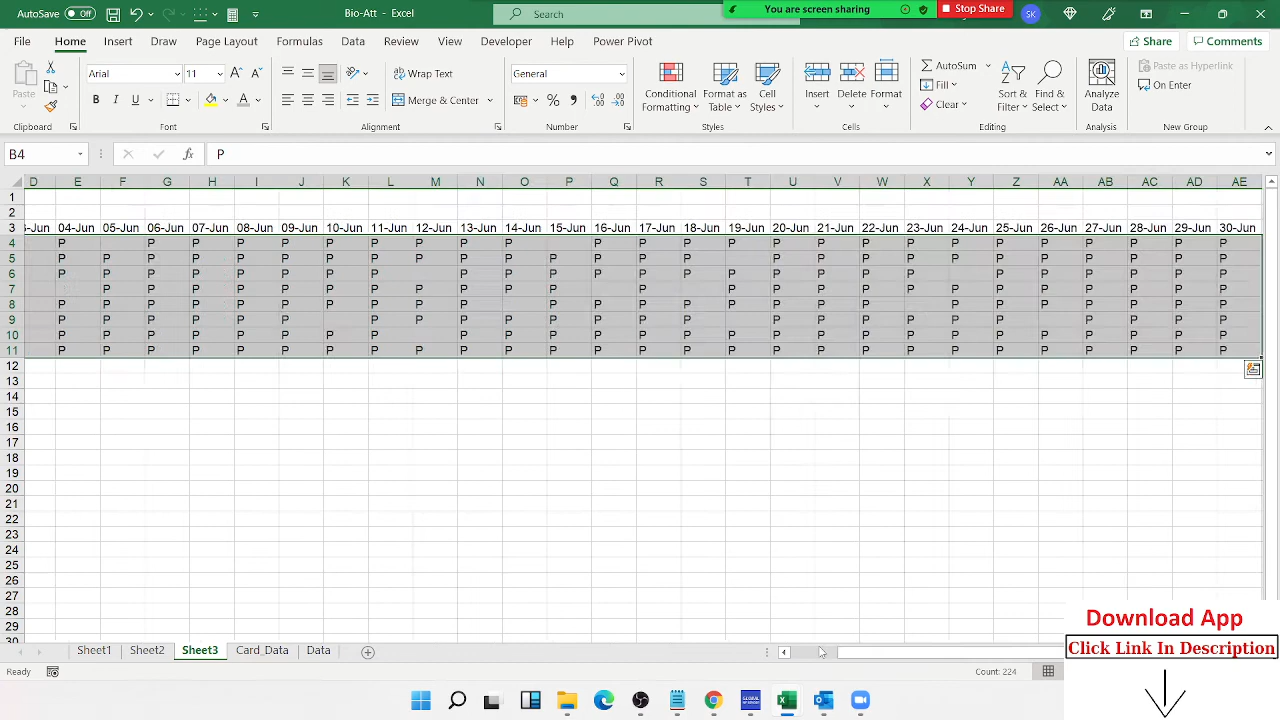 AutoSave Off Bio-Art - Excel Search You are screen sharing Stop Share SK
File Home Insert Draw Page Layout Formulas Data Review View Developer Help Power Pivot Share Comments
Paste Arial 11 Wrap Text General Conditional Formatting Format as Table Cell Styles Insert Delete Format AutoSum Sort & Filter Find & Select Analyze Data Paste as Hyperlink
B I U Merge & Center Fill Clear On Enter
Clipboard Font Alignment Number Styles Cells Editing Analysis New Group
B4 fx P
D E F G H I J K L M N O P Q R S T U V W X Y Z AA AB AC AD AE
1
2
3 -Jun 04-Jun 05-Jun 06-Jun 07-Jun 08-Jun 09-Jun 10-Jun 11-Jun 12-Jun 13-Jun 14-Jun 15-Jun 16-Jun 17-Jun 18-Jun 19-Jun 20-Jun 21-Jun 22-Jun 23-Jun 24-Jun 25-Jun 26-Jun 27-Jun 28-Jun 29-Jun 30-Jun
4 P P P P P P P P P P P P P P P P P P P P P P P P P
5 P P P P P P P P P P P P P P P P P P P P P P P P P P
6 P P P P P P P P P P P P P P P P P P P P P P P P P P
7 P P P P P P P P P P P P P P P P P P P P P P P
8 P P P P P P P P P P P P P P P P P P P P P P P P P
9 P P P P P P P P P P P P P P P P P P P P P P P P
10 P P P P P P P P P P P P P P P P P P P P P P P P P P
11 P P P P P P P P P P P P P P P P P P P P P P P P P
12
13
14
15
16
17
18
19
20
21
22
23
24
25
26
27
28
29
30
Download App
Click Link In Description
Sheet1 Sheet2 Sheet3 Card_Data Data
Ready Count: 224